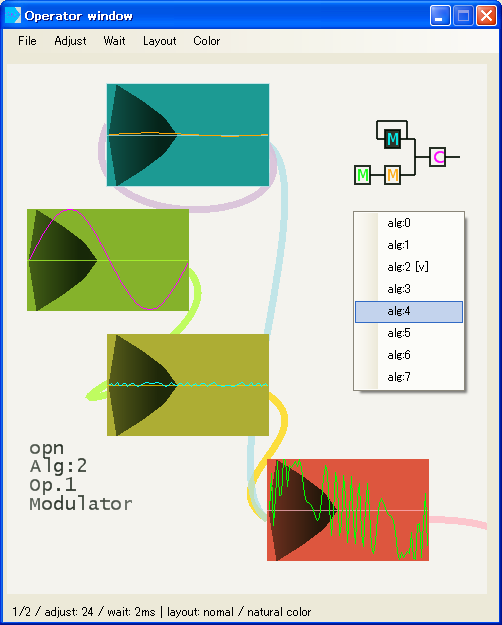 Operator window
File Adjust Wait Layout Color
M
M M C
alg:0
alg:1
alg:2 [v]
alg:3
alg:4
alg:5
alg:6
alg:7
opn
Alg:2
Op.1
Modulator
1/2 / adjust: 24 / wait: 2ms | layout: nomal / natural color